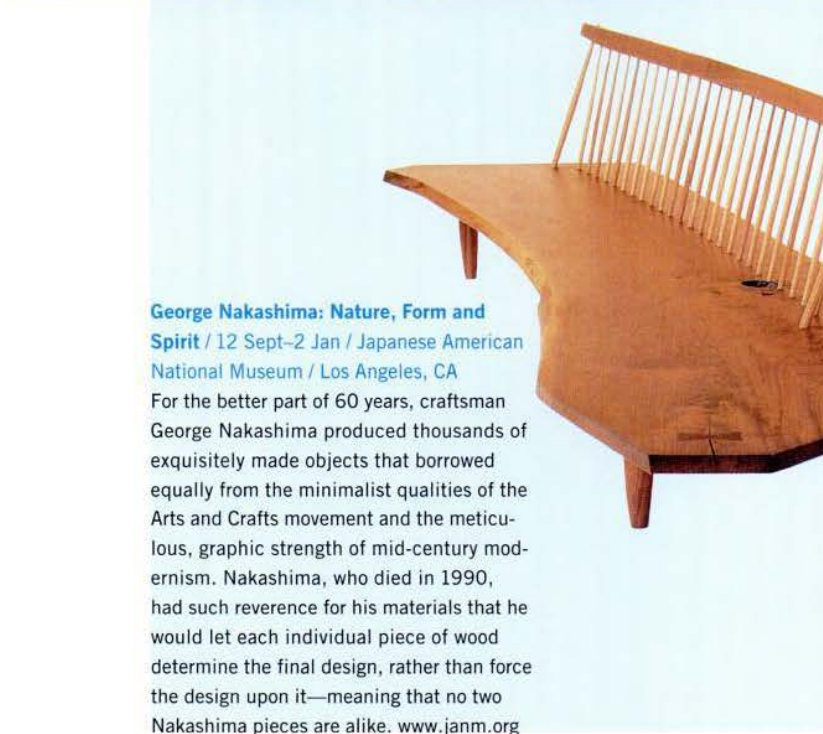 George Nakashima: Nature, Form and
Spirit / 12 Sept–2 Jan / Japanese American
National Museum / Los Angeles, CA
For the better part of 60 years, craftsman
George Nakashima produced thousands of
exquisitely made objects that borrowed
equally from the minimalist qualities of the
Arts and Crafts movement and the meticu-
lous, graphic strength of mid-century mod-
ernism. Nakashima, who died in 1990,
had such reverence for his materials that he
would let each individual piece of wood
determine the final design, rather than force
the design upon it—meaning that no two
Nakashima pieces are alike. www.janm.org